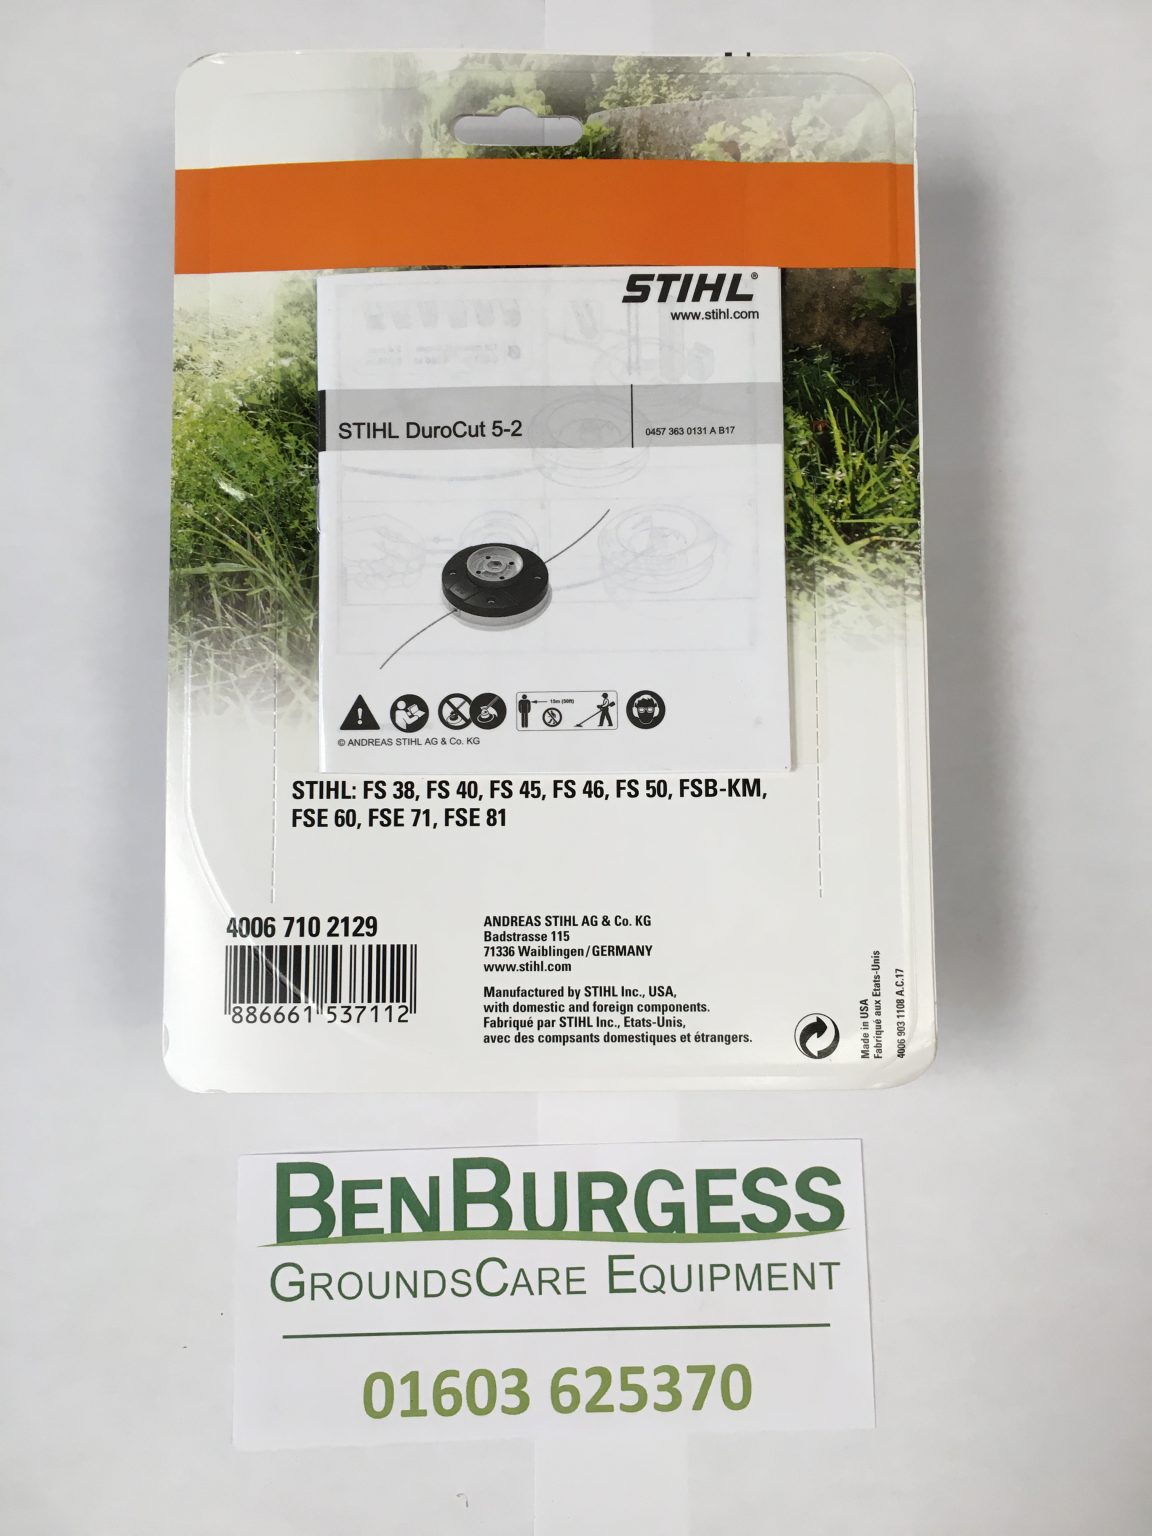 STIHL®
www.stihl.com
STIHL DuroCut 5-2
0457 363 0131 A B17
15m (50ft)
© ANDREAS STIHL AG & Co. KG
STIHL: FS 38, FS 40, FS 45, FS 46, FS 50, FSB-KM,
FSE 60, FSE 71, FSE 81
4006 710 2129
886661 537112
ANDREAS STIHL AG & Co. KG
Badstrasse 115
71336 Waiblingen/GERMANY
www.stihl.com
Manufactured by STIHL Inc., USA,
with domestic and foreign components.
Fabriqué par STIHL Inc., Etats-Unis,
avec des compsants domestiques et étrangers.
Made in USA
Fabriqué aux Etats-Unis
4006 903 1108 A.C.17
BENBURGESS
GROUNDSCARE EQUIPMENT
01603 625370